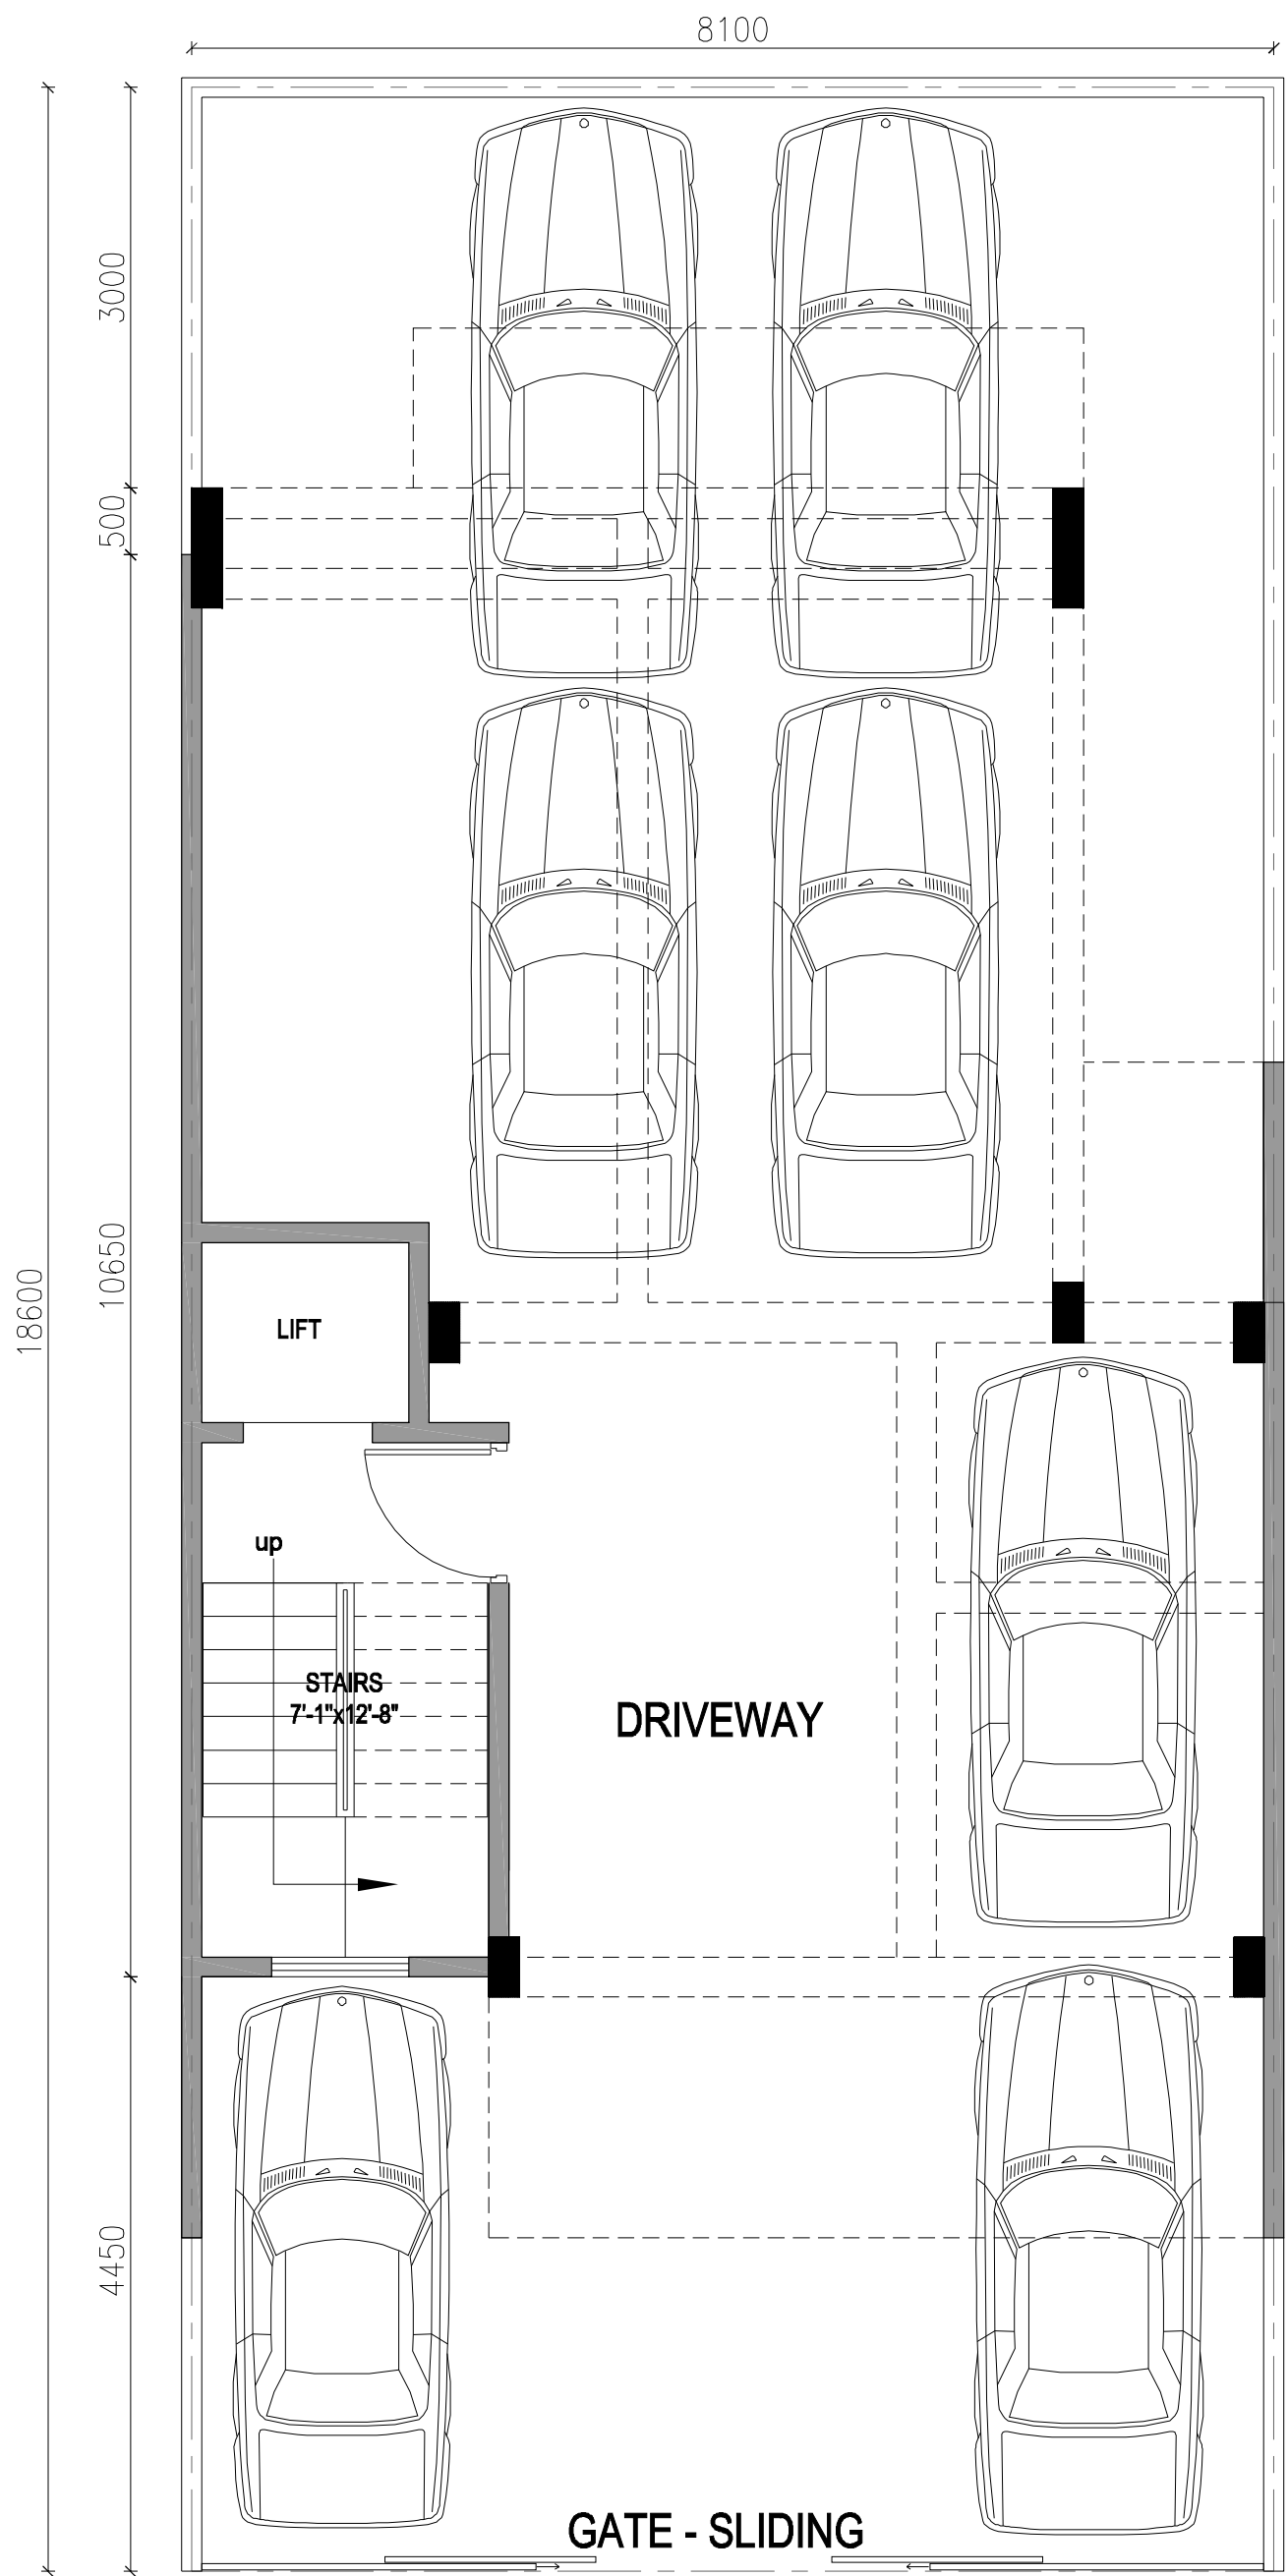 8100
3000
500
10650
18600
LIFT
up
STAIRS
7'-1"x12'-8"
DRIVEWAY
4450
GATE - SLIDING